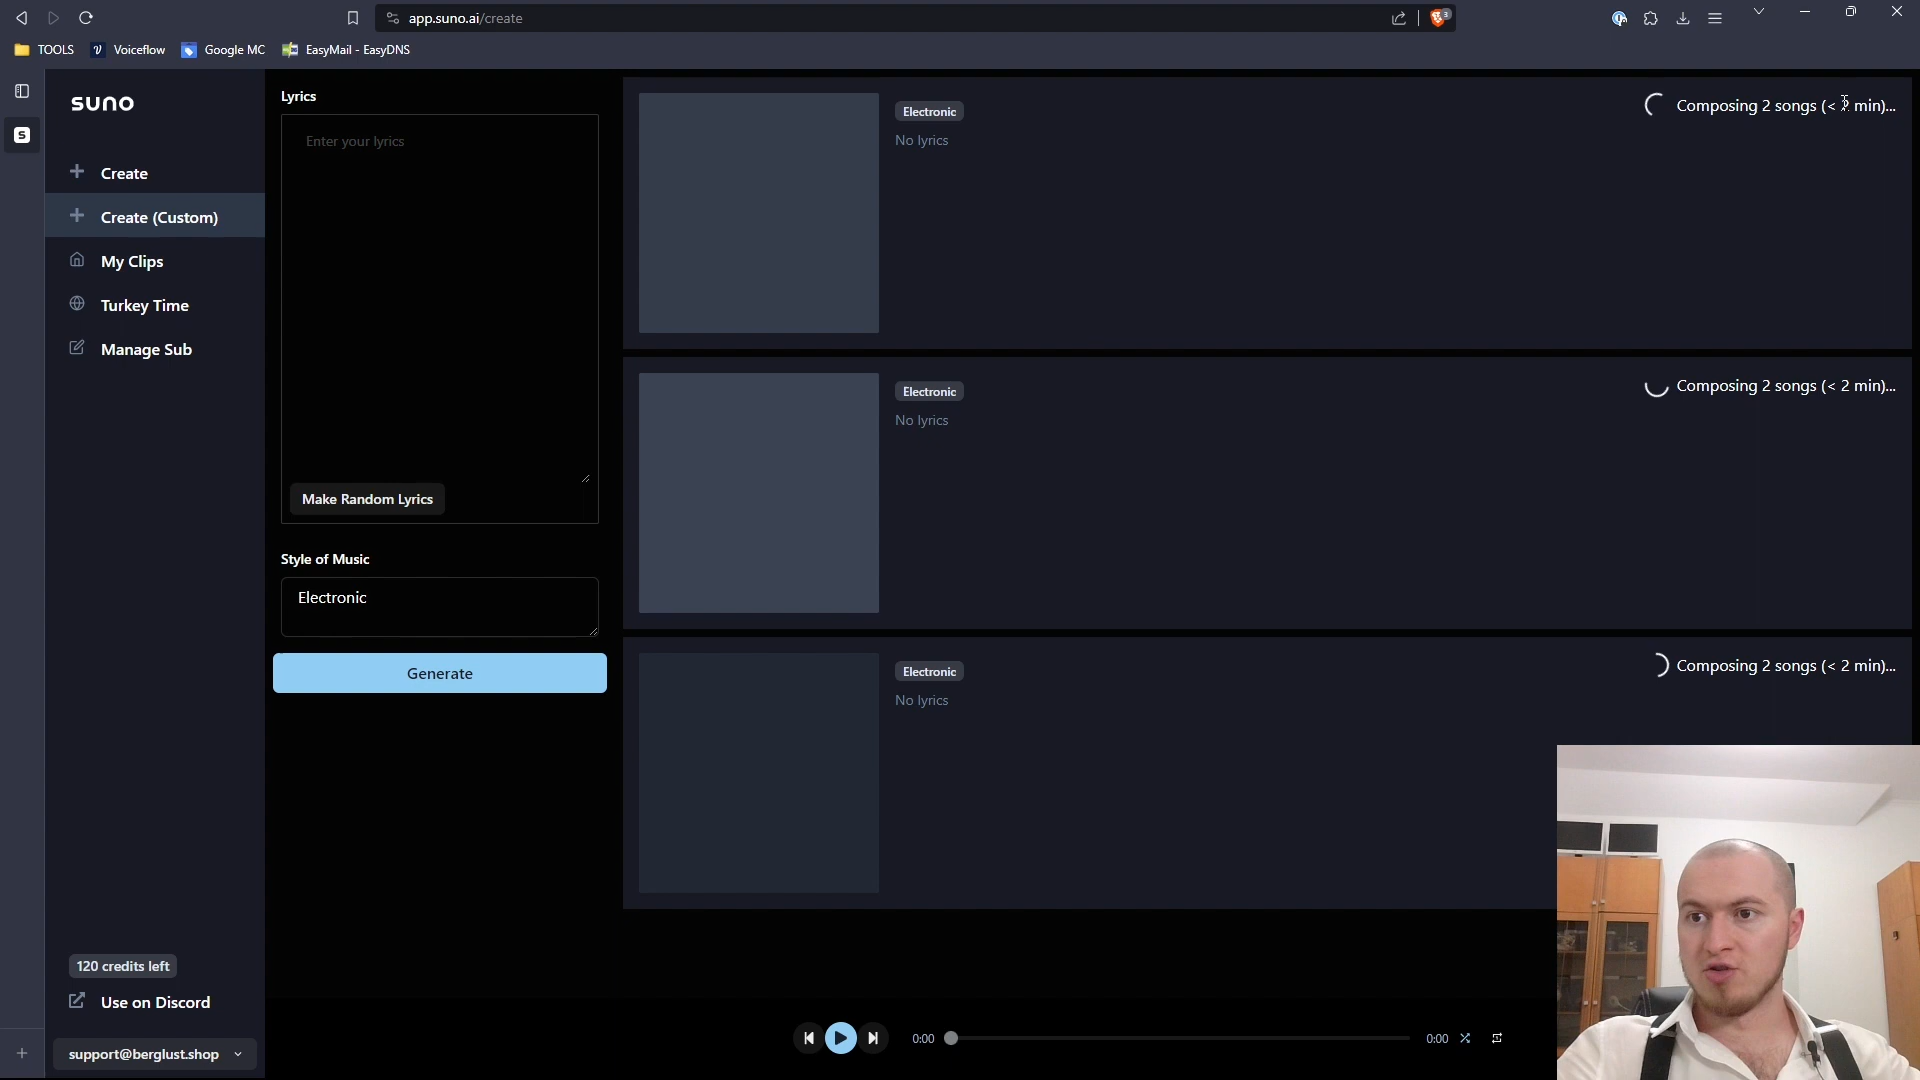 app.suno.ai/create
3
TOOLS
Voiceflow
Google MC
EasyMail - EasyDNS
suno
S
Create
Create (Custom)
My Clips
Turkey Time
Manage Sub
120 credits left
Use on Discord
support@berglust.shop
Lyrics
Enter your lyrics
Make Random Lyrics
Style of Music
Electronic
Generate
Electronic
No lyrics
Composing 2 songs (< 2 min)...
Electronic
No lyrics
Composing 2 songs (< 2 min)...
Electronic
No lyrics
Composing 2 songs (< 2 min)...
0:00
0:00